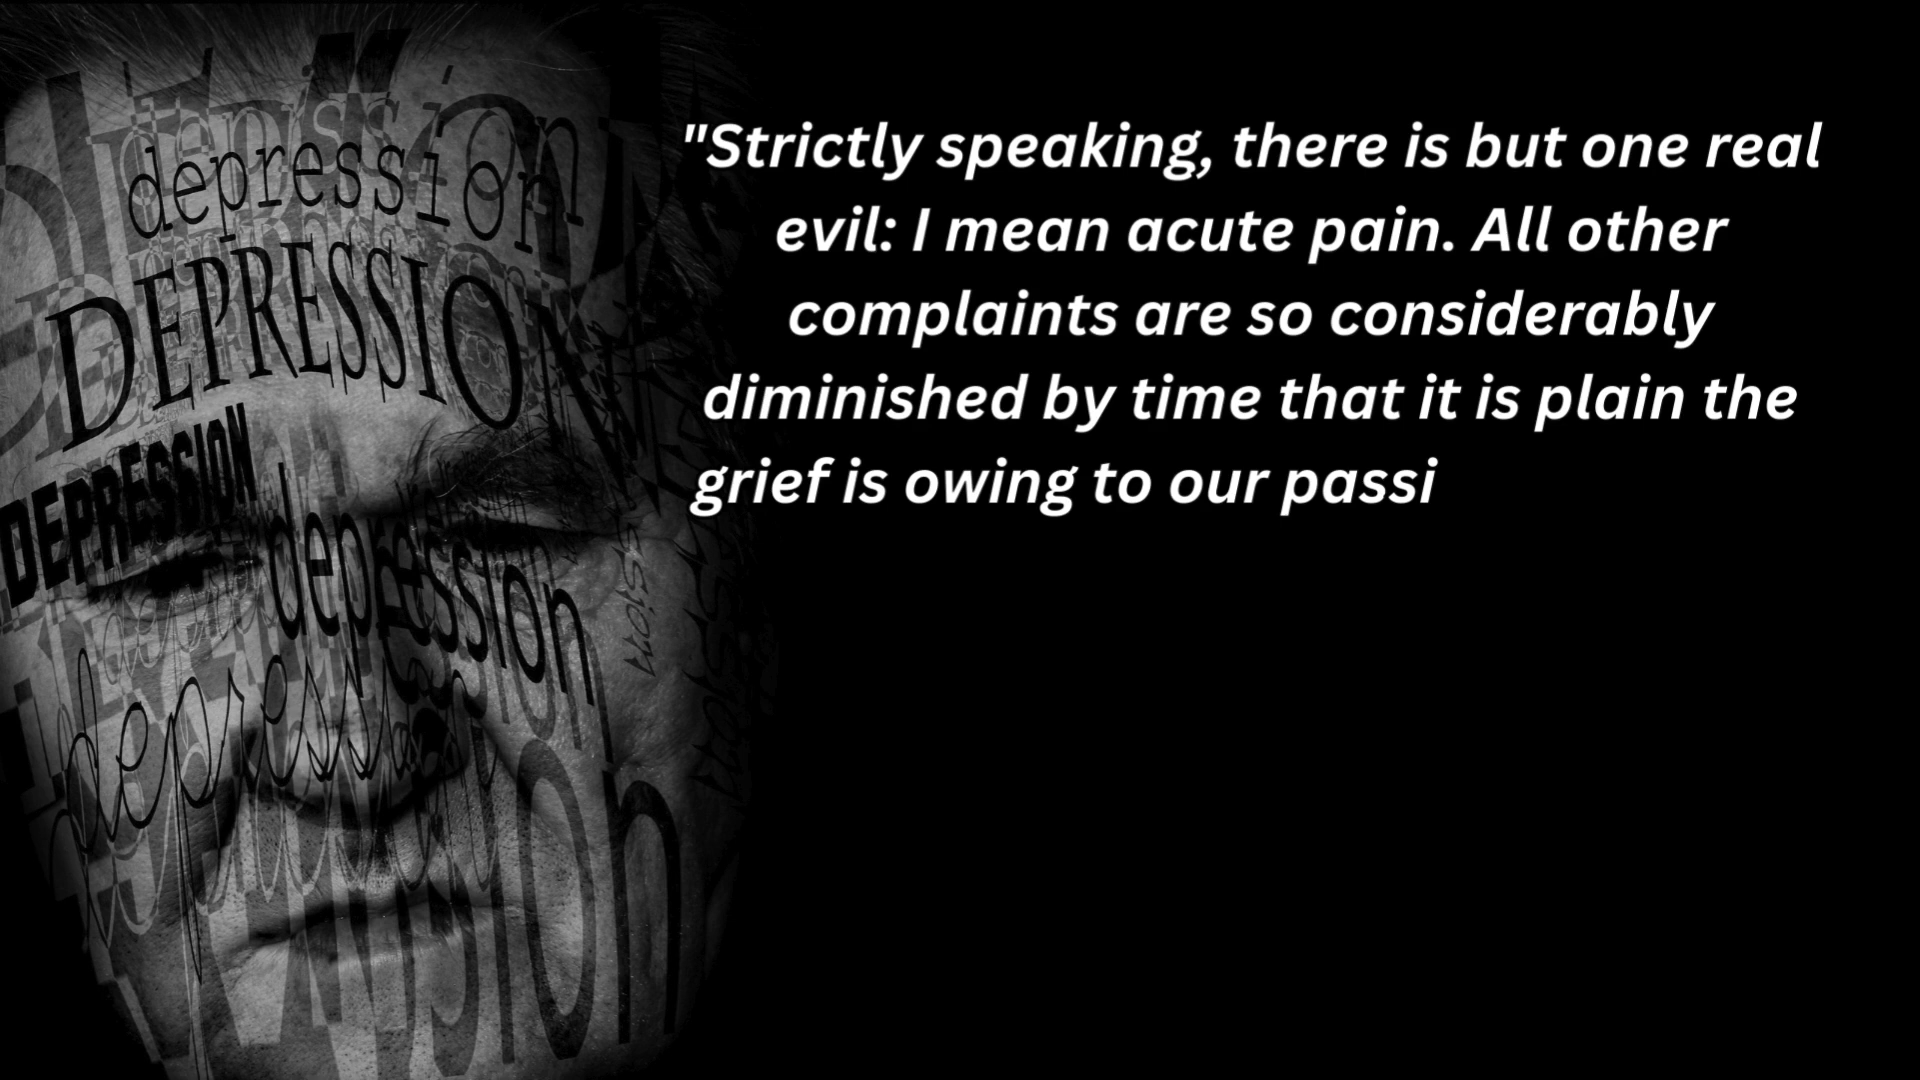 depression
DEPRESSION
DEPRESSION
depression
depression
"Strictly speaking, there is but one real
evil: I mean acute pain. All other
complaints are so considerably
diminished by time that it is plain the
grief is owing to our passi